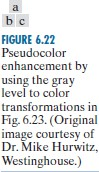 a
b c
FIGURE 6.22
Pseudocolor
enhancement by
using the gray
level to color
transformations in
Fig. 6.23. (Original
image courtesy of
Dr. Mike Hurwitz,
Westinghouse.)